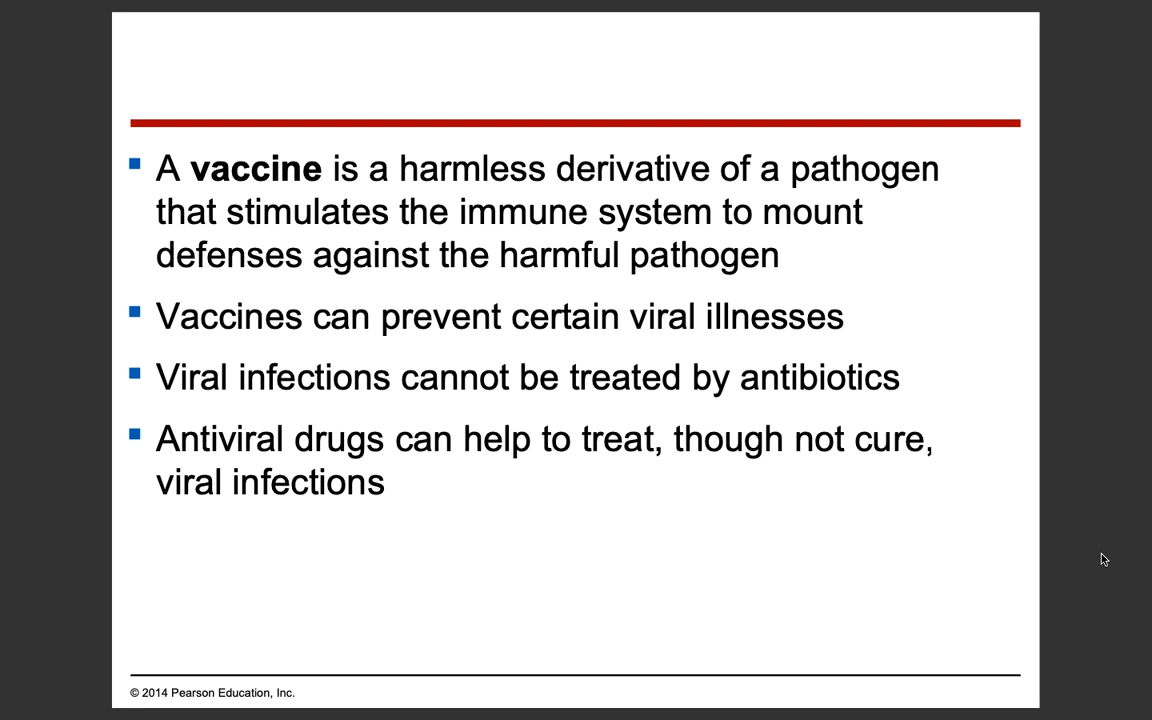 A vaccine is a harmless derivative of a pathogen
that stimulates the immune system to mount
defenses against the harmful pathogen
Vaccines can prevent certain viral illnesses
Viral infections cannot be treated by antibiotics
Antiviral drugs can help to treat, though not cure,
viral infections
© 2014 Pearson Education, Inc.